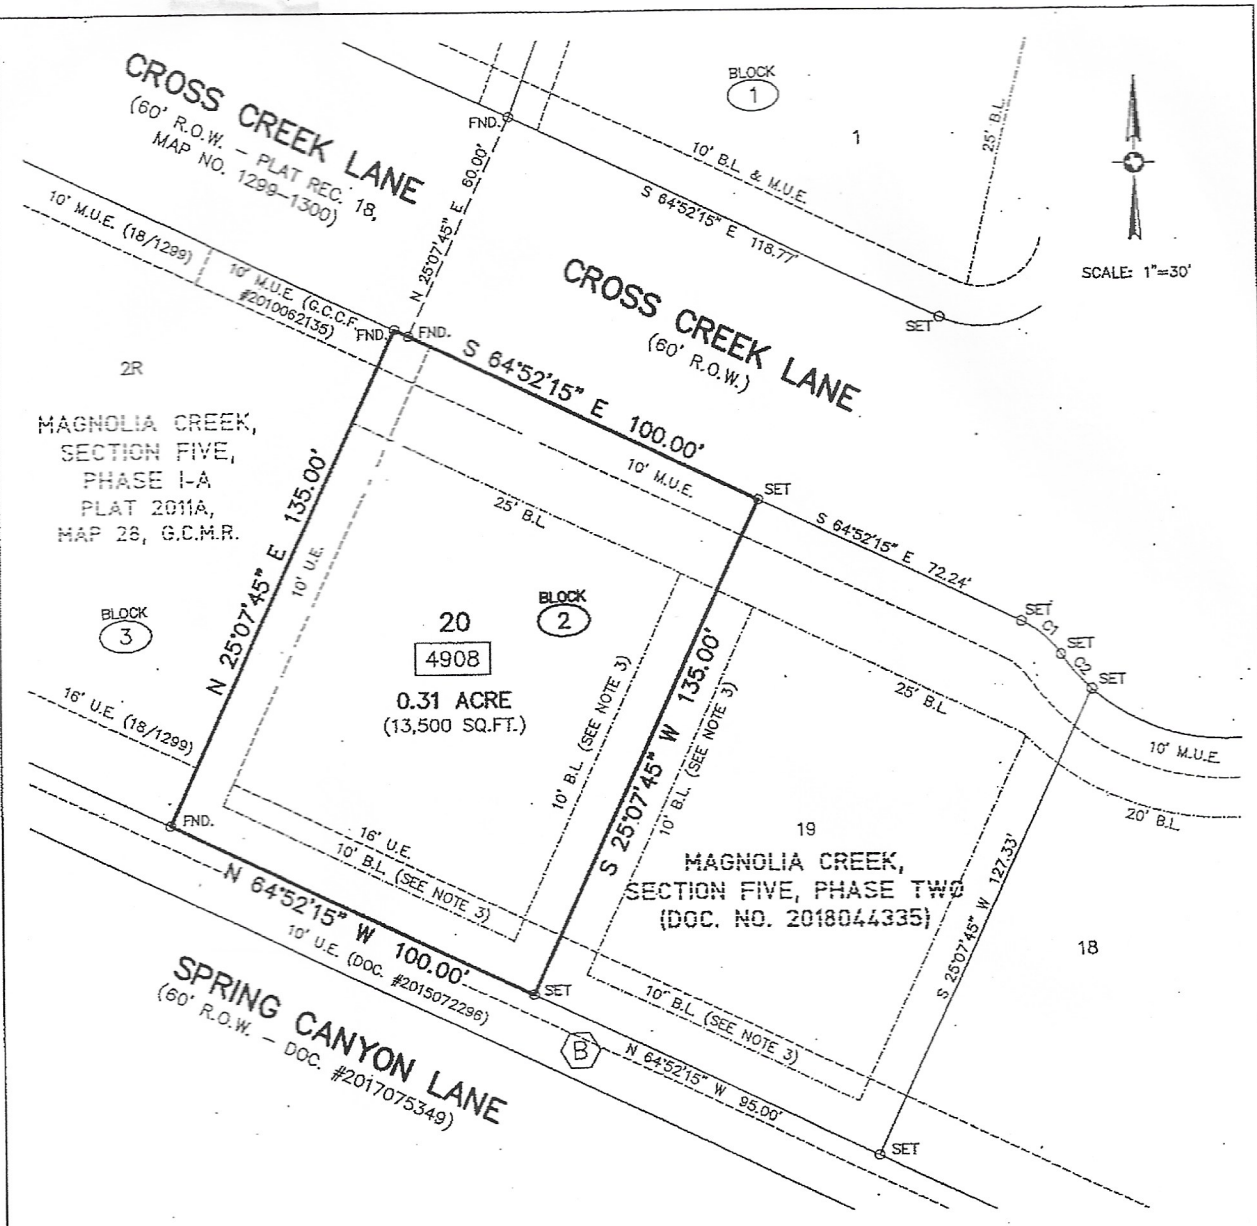 BLOCK
1
1
25' B.L.
10' B.L. & M.U.E.
S 64°52'15" E 118.77'
SCALE: 1"=30'
CROSS CREEK LANE
(60' R.O.W. – PLAT REC. 18,
MAP NO. 1299–1300)
FND.
N 25°07'45" E 60.00'
10' M.U.E. (18/1299)
10' M.U.E. (G.C.C.F.
#2010062135)
FND.
FND.
CROSS CREEK LANE
(60' R.O.W.)
SET
S 64°52'15" E 100.00'
10' M.U.E.
25' B.L.
SET
S 64°52'15" E 72.24'
SET
C1
SET
C2
SET
10' M.U.E.
20' B.L.
2R
MAGNOLIA CREEK,
SECTION FIVE,
PHASE I-A
PLAT 2011A,
MAP 28, G.C.M.R.
BLOCK
3
16' U.E. (18/1299)
N 25°07'45" E 135.00'
10' U.E.
20
4908
0.31 ACRE
(13,500 SQ.FT.)
BLOCK
2
10' B.L. (SEE NOTE 3)
S 25°07'45" W 135.00'
10' B.L. (SEE NOTE 3)
25' B.L.
19
MAGNOLIA CREEK,
SECTION FIVE, PHASE TWO
(DOC. NO. 2018044335)
S 25°07'45" W 127.33'
18
FND.
16' U.E.
10' B.L. (SEE NOTE 3)
N 64°52'15" W 100.00'
10' U.E. (DOC. #2015072296)
SET
10' B.L. (SEE NOTE 3)
B
N 64°52'15" W 95.00'
SET
SPRING CANYON LANE
(60' R.O.W. – DOC. #2017075349)